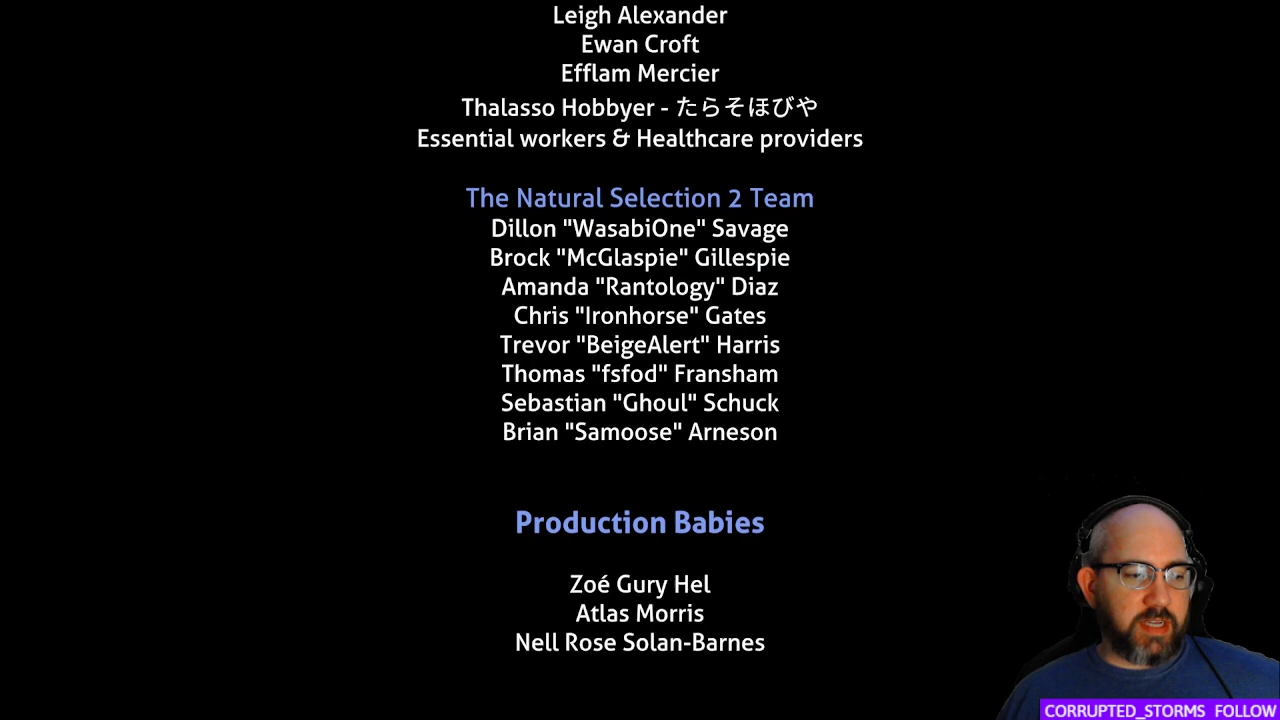 Leigh Alexander
Ewan Croft
Efflam Mercier
Thalasso Hobbyer - たらそほびや
Essential workers & Healthcare providers
The Natural Selection 2 Team
Dillon "WasabiOne" Savage
Brock "McGlaspie" Gillespie
Amanda "Rantology" Diaz
Chris "Ironhorse" Gates
Trevor "BeigeAlert" Harris
Thomas "fsfod" Fransham
Sebastian "Ghoul" Schuck
Brian "Samoose" Arneson
Production Babies
Zoé Gury Hel
Atlas Morris
Nell Rose Solan-Barnes
CORRUPTED_STORMS FOLLOW